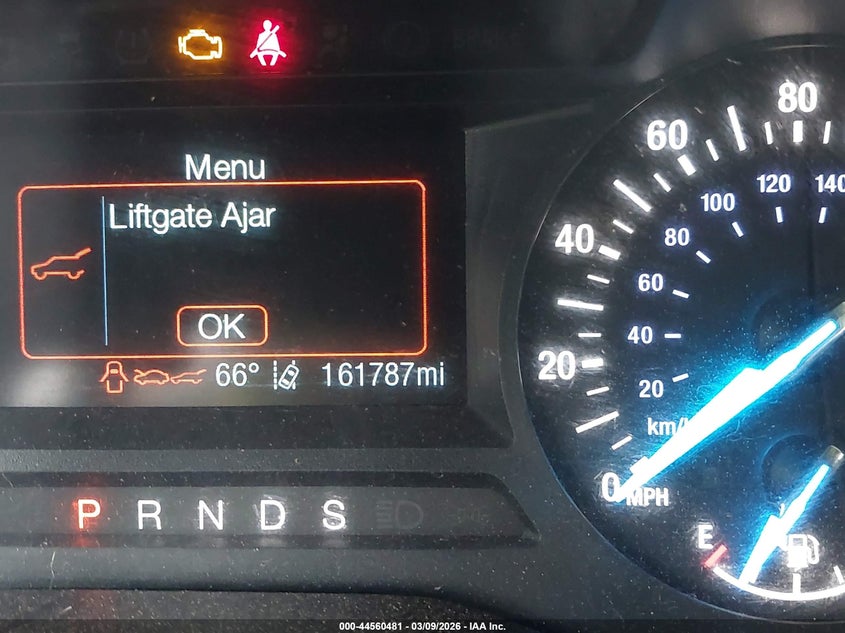 Menu
Liftgate Ajar
OK
66° 161787mi
P R N D S
0 20 40 60 80
20 40 60 80 100 120 140
km/
MPH
E
000-44560481 - 03/09/2026 - IAA Inc.